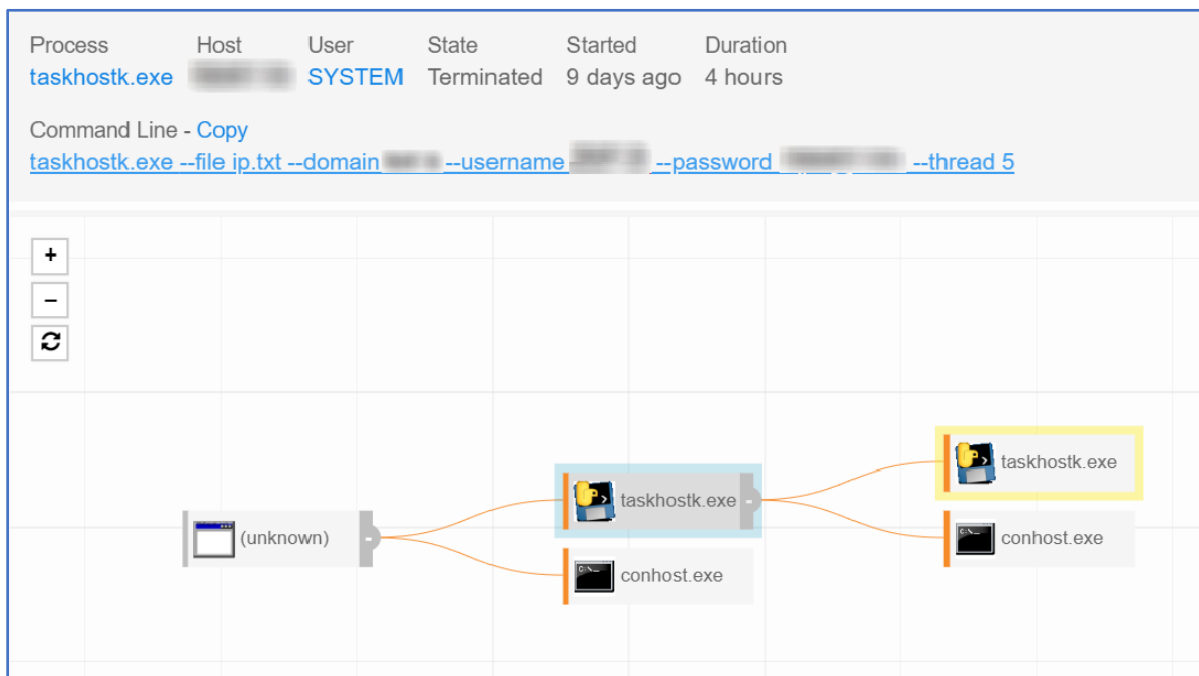 Process Host User State Started Duration
taskhostk.exe SYSTEM Terminated 9 days ago 4 hours
Command Line - Copy
taskhostk.exe --file ip.txt --domain --username --password --thread 5
+
−
taskhostk.exe
taskhostk.exe
(unknown)
conhost.exe
conhost.exe